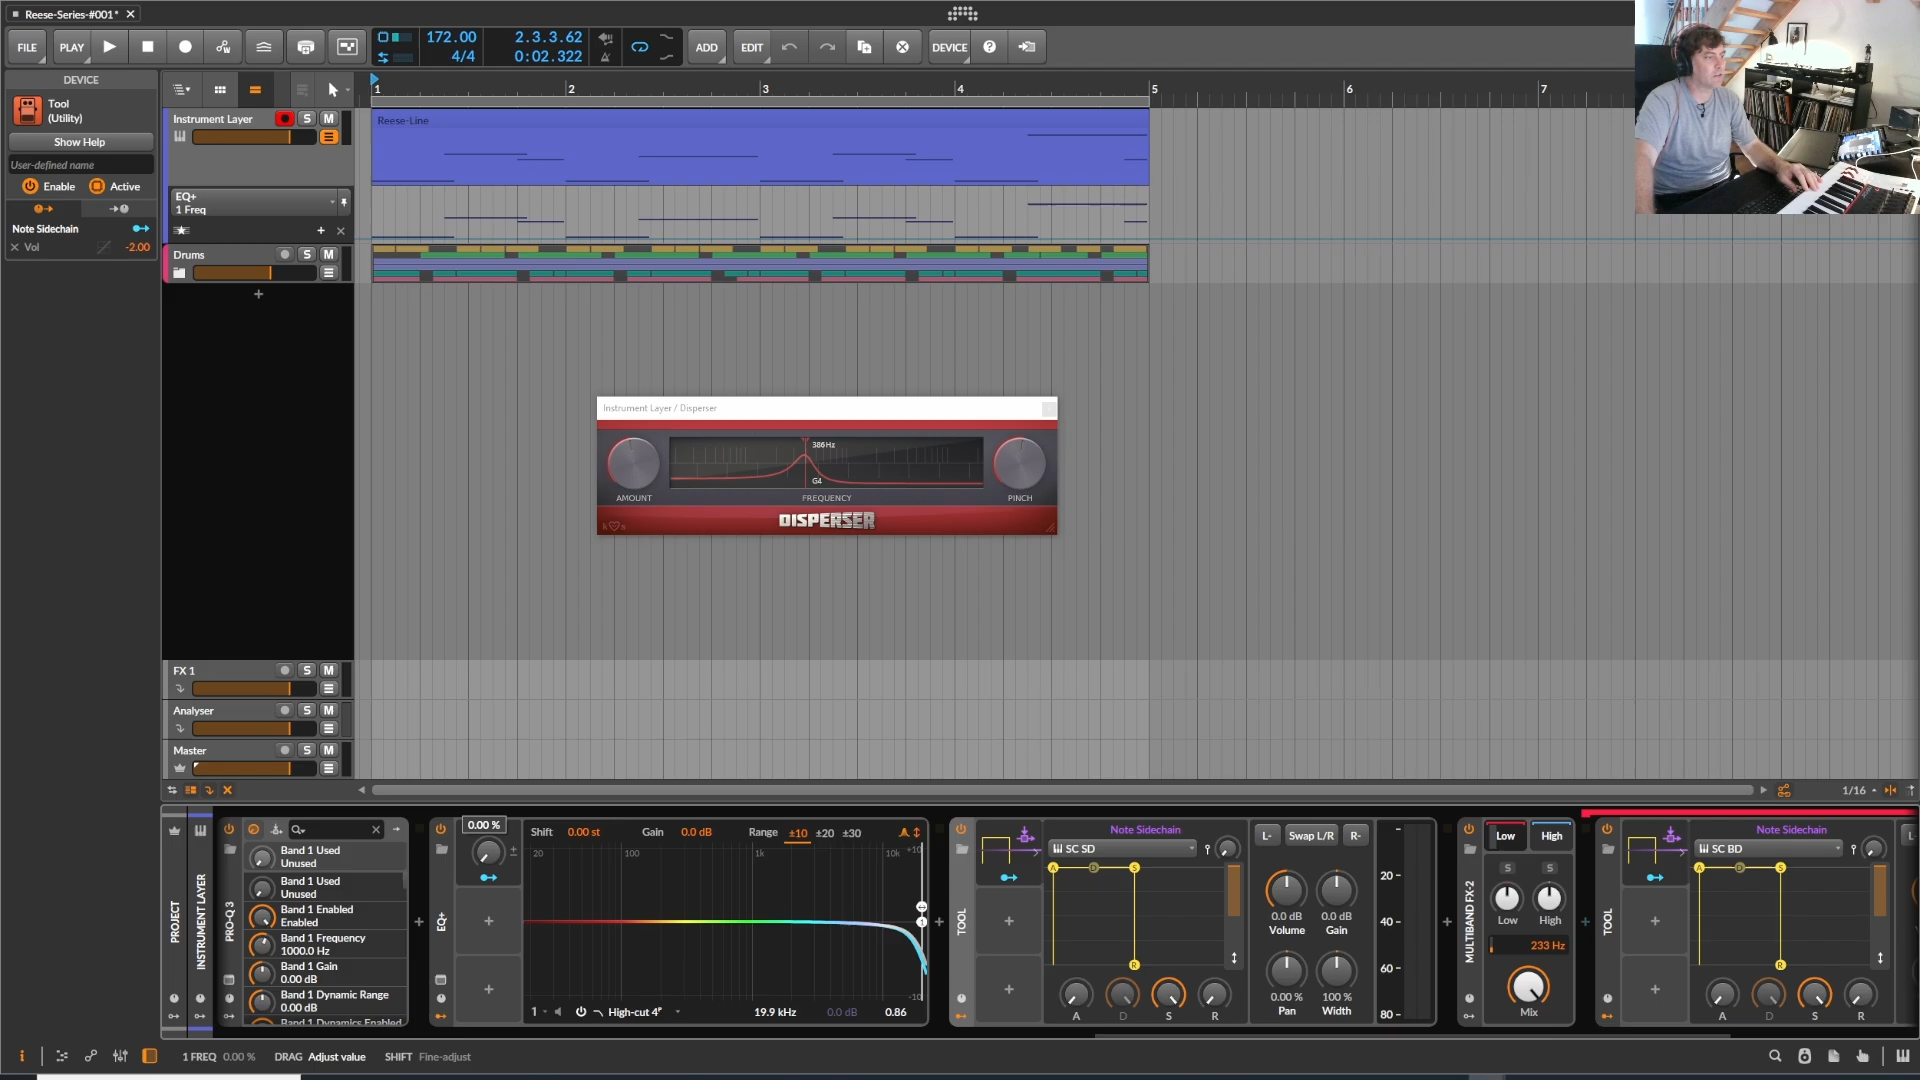 Reese-Series-#001*
FILE
PLAY
172.00
4/4
2.3.3.62
0:02.322
ADD
EDIT
DEVICE
DEVICE
Tool
(Utility)
Show Help
User-defined name
Enable
Active
Note Sidechain
Vol
-2.00
1
2
3
4
5
6
7
Instrument Layer
S
M
Reese-Line
EQ+
1 Freq
Drums
S
M
Instrument Layer / Disperser
386Hz
G4
AMOUNT
FREQUENCY
PINCH
DISPERSER
k♡s
FX 1
S
M
Analyser
S
M
Master
S
M
1/16
PROJECT
INSTRUMENT LAYER
PRO-Q 3
Band 1 Used
Unused
Band 1 Used
Unused
Band 1 Enabled
Enabled
Band 1 Frequency
1000.0 Hz
Band 1 Gain
0.00 dB
Band 1 Dynamic Range
0.00 dB
Band 1 Dynamics Enabled
EQ+
0.00 %
Shift
0.00 st
Gain
0.0 dB
Range
±10
±20
±30
20
100
1k
10k
+10
-10
1
High-cut 4ᴾ
19.9 kHz
0.0 dB
0.86
TOOL
Note Sidechain
SC SD
A
D
S
R
A
D
S
R
L-
Swap L/R
R-
0.0 dB
Volume
0.0 dB
Gain
0.00 %
Pan
100 %
Width
-
20
40
60
80
MULTIBAND FX-2
Low
High
S
S
Low
High
233 Hz
Mix
TOOL
Note Sidechain
SC BD
A
D
S
R
A
D
S
R
L-
1 FREQ
0.00 %
DRAG
Adjust value
SHIFT
Fine-adjust